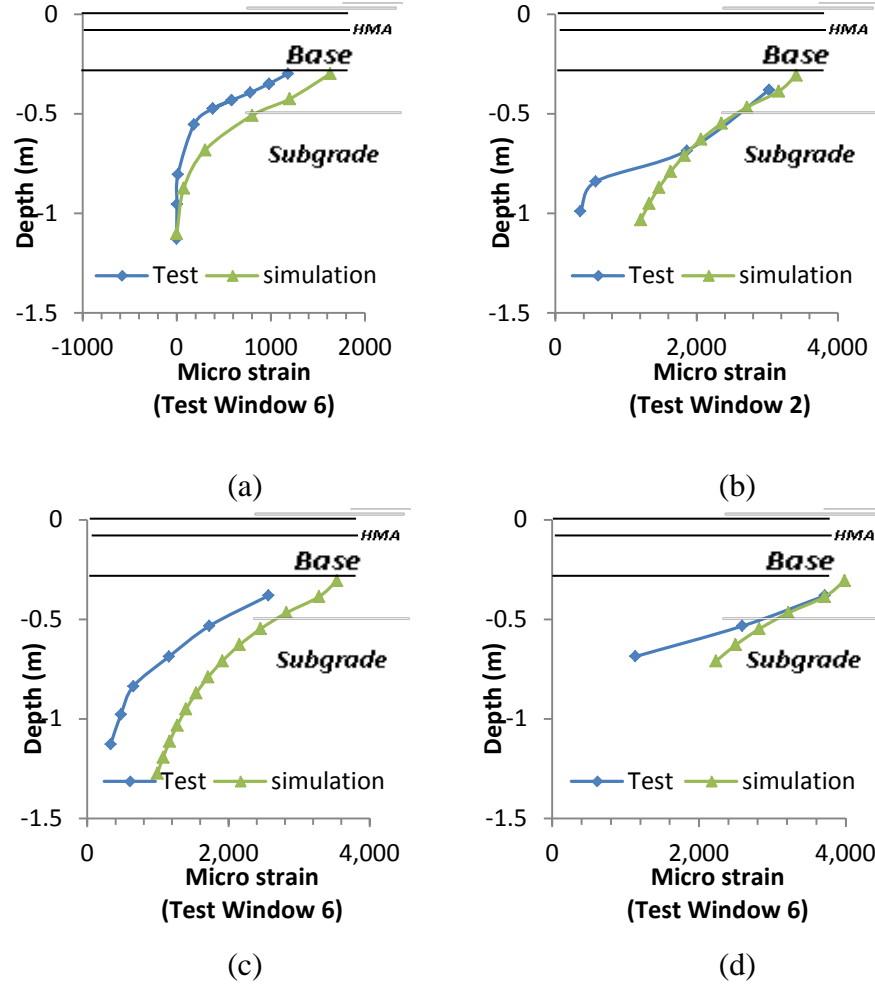 0
HMA
Base
-0.5
Subgrade
-1
Test
simulation
-1.5
-1000
0
1000
2000
Depth (m)
Micro strain
(Test Window 6)
(a)
0
HMA
Base
-0.5
Subgrade
-1
Test
simulation
-1.5
0
2,000
4,000
Depth (m)
Micro strain
(Test Window 2)
(b)
0
HMA
Base
-0.5
Subgrade
-1
Test
simulation
-1.5
0
2,000
4,000
Depth (m)
Micro strain
(Test Window 6)
(c)
0
HMA
Base
-0.5
Subgrade
-1
Test
simulation
-1.5
0
2,000
4,000
Depth (m)
Micro strain
(Test Window 6)
(d)